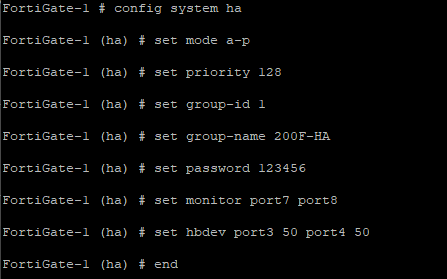 FortiGate-1 # config system ha
FortiGate-1 (ha) # set mode a-p
FortiGate-1 (ha) # set priority 128
FortiGate-1 (ha) # set group-id 1
FortiGate-1 (ha) # set group-name 200F-HA
FortiGate-1 (ha) # set password 123456
FortiGate-1 (ha) # set monitor port7 port8
FortiGate-1 (ha) # set hbdev port3 50 port4 50
FortiGate-1 (ha) # end